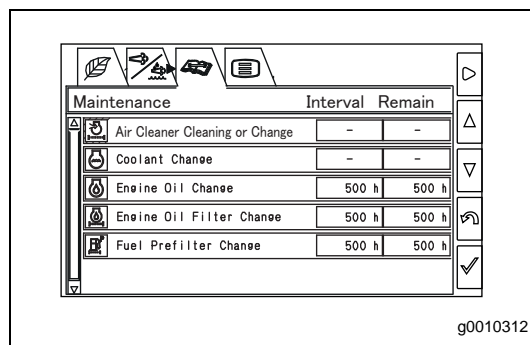 Maintenance Interval Remain
Air Cleaner Cleaning or Change - -
Coolant Change - -
Engine Oil Change 500 h 500 h
Engine Oil Filter Change 500 h 500 h
Fuel Prefilter Change 500 h 500 h
g0010312